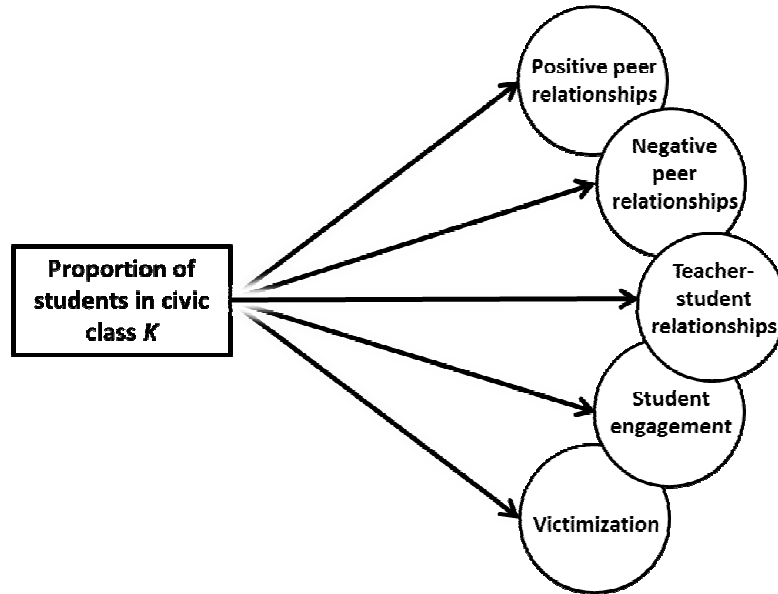 Positive peer
relationships
Negative
peer
relationships
Proportion of
students in civic
class K
Teacher-
student
relationships
Student
engagement
Victimization